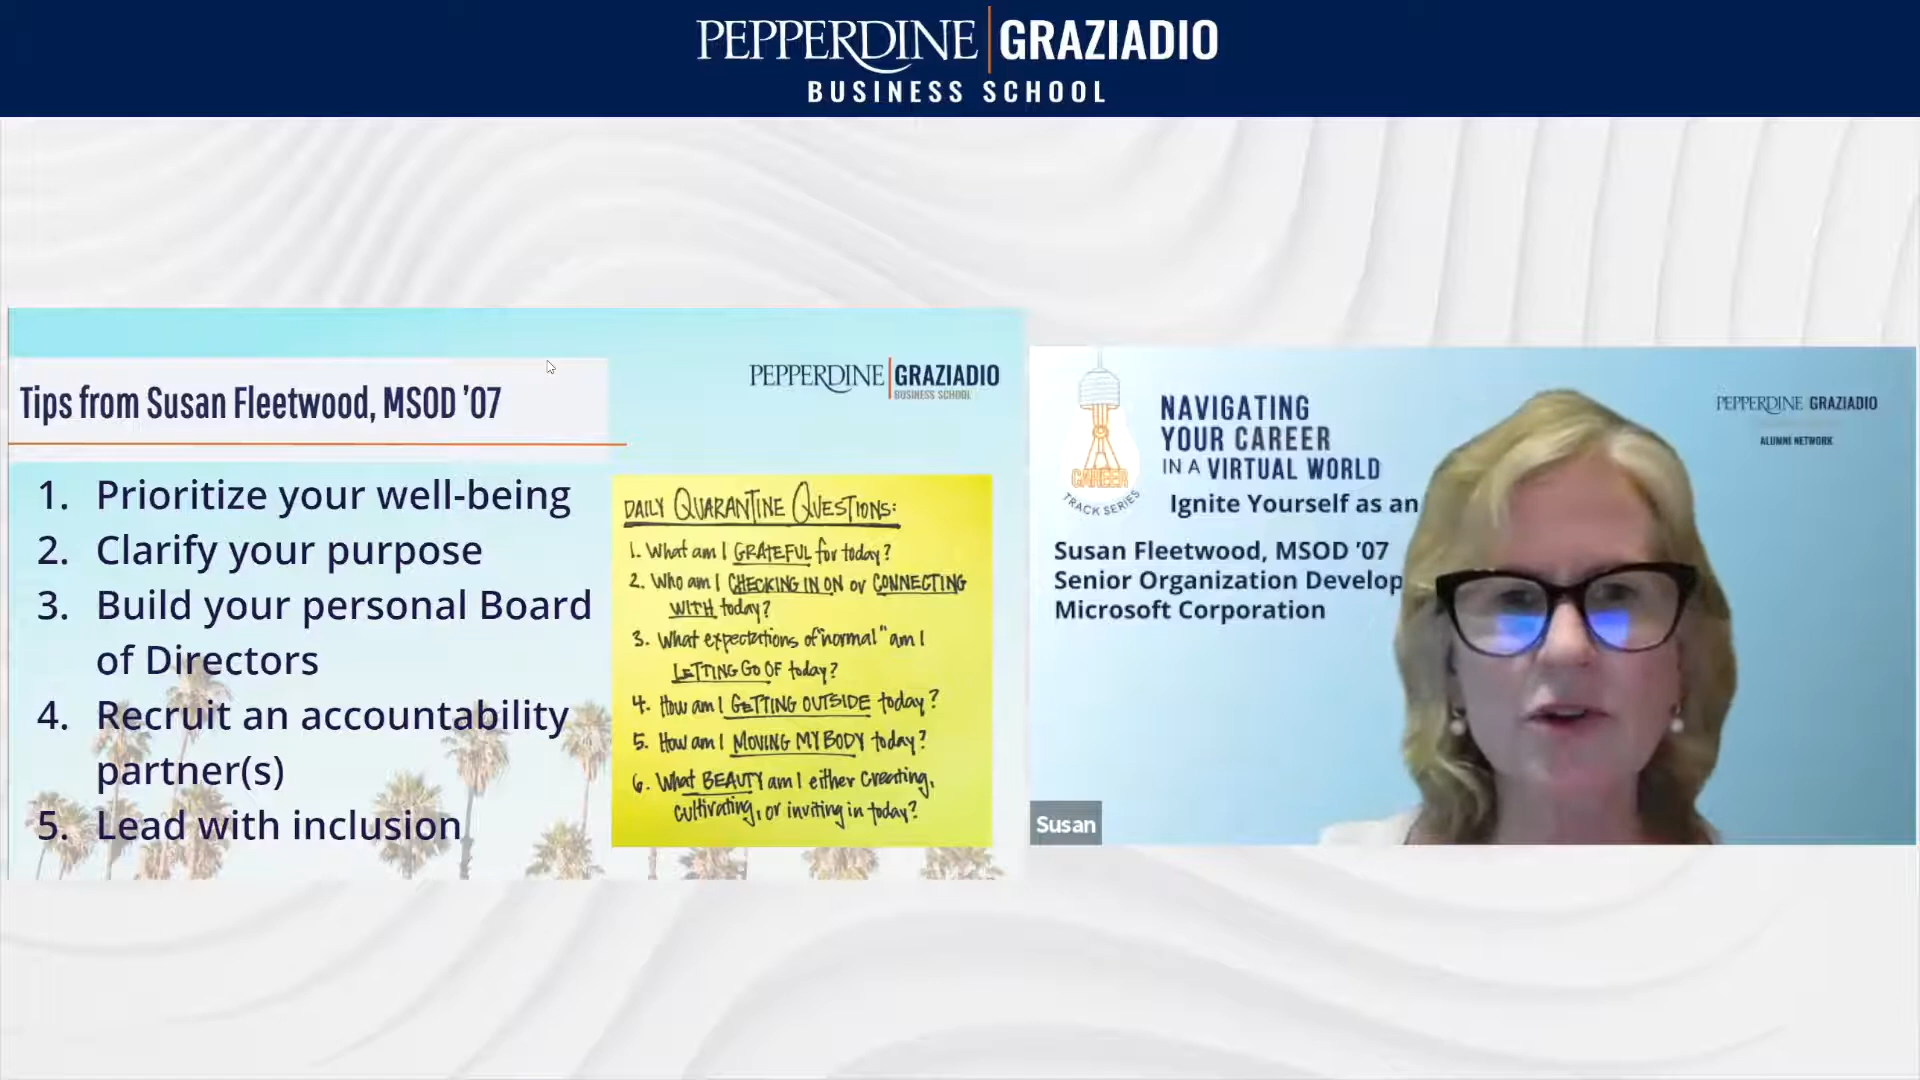 PEPPERDINE GRAZIADIO
BUSINESS SCHOOL
PEPPERDINE GRAZIADIO
BUSINESS SCHOOL
Tips from Susan Fleetwood, MSOD ’07
1. Prioritize your well-being
2. Clarify your purpose
3. Build your personal Board
of Directors
4. Recruit an accountability
partner(s)
5. Lead with inclusion
DAILY QUARANTINE QUESTIONS:
1. What am I GRATEFUL for today?
2. Who am I CHECKING IN ON or CONNECTING
WITH today?
3. What expectations of "normal" am I
LETTING GO OF today?
4. How am I GETTING OUTSIDE today?
5. How am I MOVING MY BODY today?
6. What BEAUTY am I either creating,
cultivating, or inviting in today?
CAREER
TRACK SERIES
NAVIGATING
YOUR CAREER
IN A VIRTUAL WORLD
Ignite Yourself as an
Susan Fleetwood, MSOD ’07
Senior Organization Develop
Microsoft Corporation
PEPPERDINE GRAZIADIO
ALUMNI NETWORK
Susan